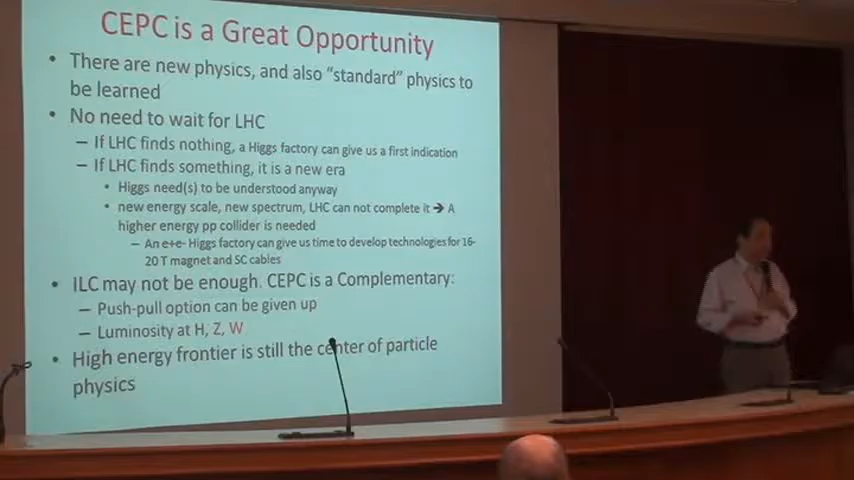 CEPC is a Great Opportunity
• There are new physics, and also “standard” physics to
be learned
• No need to wait for LHC
– If LHC finds nothing, a Higgs factory can give us a first indication
– If LHC finds something, it is a new era
• Higgs need(s) to be understood anyway
• new energy scale, new spectrum, LHC can not complete it ➔ A
higher energy pp collider is needed
– An e+e- Higgs factory can give us time to develop technologies for 16-
20 T magnet and SC cables
• ILC may not be enough. CEPC is a Complementary:
– Push-pull option can be given up
– Luminosity at H, Z, W
• High energy frontier is still the center of particle
physics